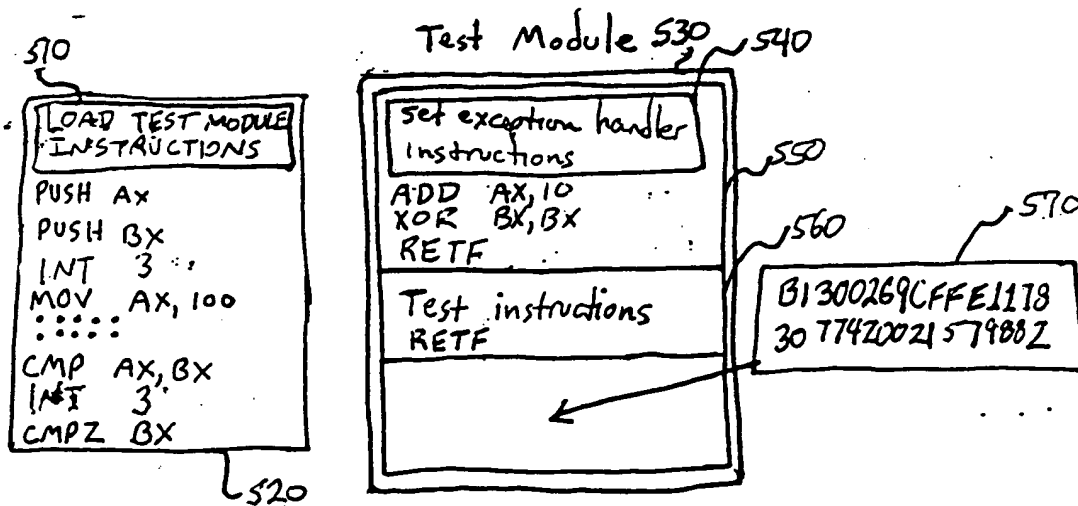 510
LOAD TEST MODULE
INSTRUCTIONS
PUSH AX
PUSH BX
INT 3
MOV AX, 100
CMP AX, BX
INT 3
CMPZ BX
520
Test Module 530
540
set exception handler
instructions
550
ADD AX, 10
XOR BX, BX
RETF
560
Test instructions
RETF
570
B1300269CFFE1178
3077420021579882
. . .